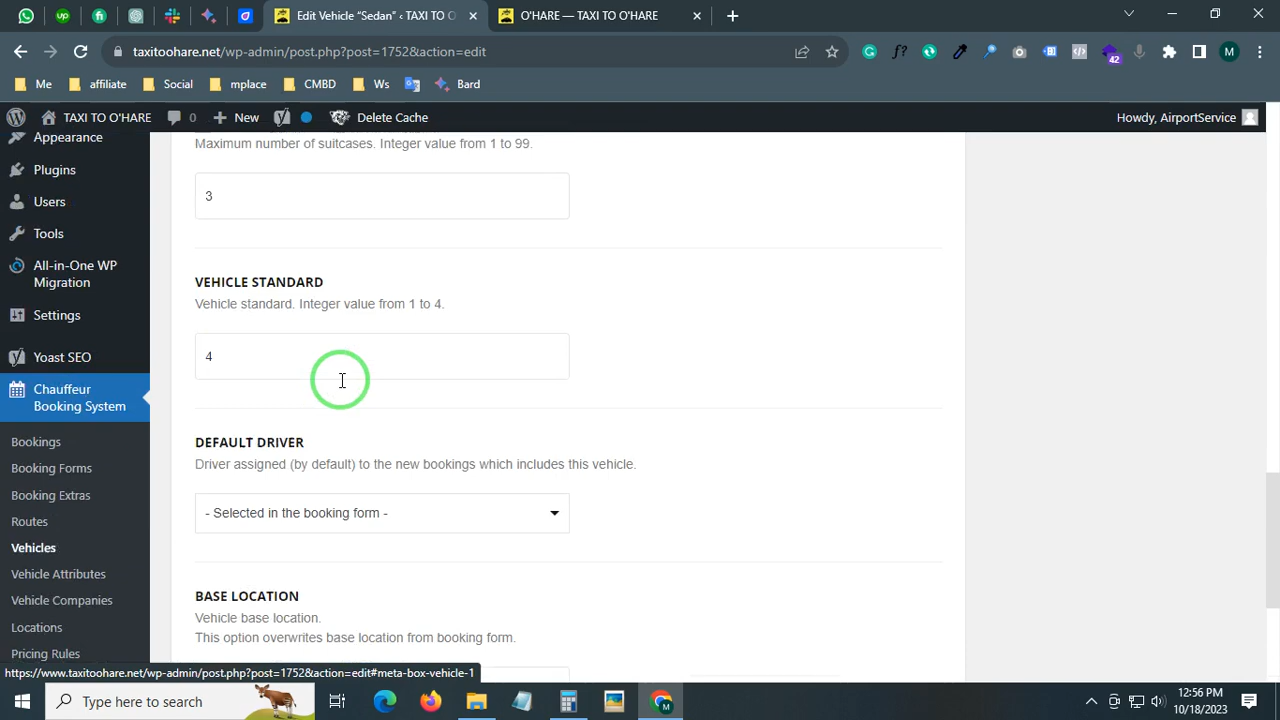 Edit Vehicle “Sedan” ‹ TAXI TO O
O'HARE — TAXI TO O'HARE
taxitoohare.net/wp-admin/post.php?post=1752&action=edit
42
M
Me
affiliate
Social
mplace
CMBD
Ws
Bard
TAXI TO O'HARE
0
New
Delete Cache
Howdy, AirportService
Appearance
Plugins
Users
Tools
All-in-One WP
Migration
Settings
Yoast SEO
Chauffeur
Booking System
Bookings
Booking Forms
Booking Extras
Routes
Vehicles
Vehicle Attributes
Vehicle Companies
Locations
Pricing Rules
Maximum number of suitcases. Integer value from 1 to 99.
3
VEHICLE STANDARD
Vehicle standard. Integer value from 1 to 4.
4
DEFAULT DRIVER
Driver assigned (by default) to the new bookings which includes this vehicle.
- Selected in the booking form -
BASE LOCATION
Vehicle base location.
This option overwrites base location from booking form.
https://www.taxitoohare.net/wp-admin/post.php?post=1752&action=edit#meta-box-vehicle-1
Type here to search
12:56 PM
10/18/2023